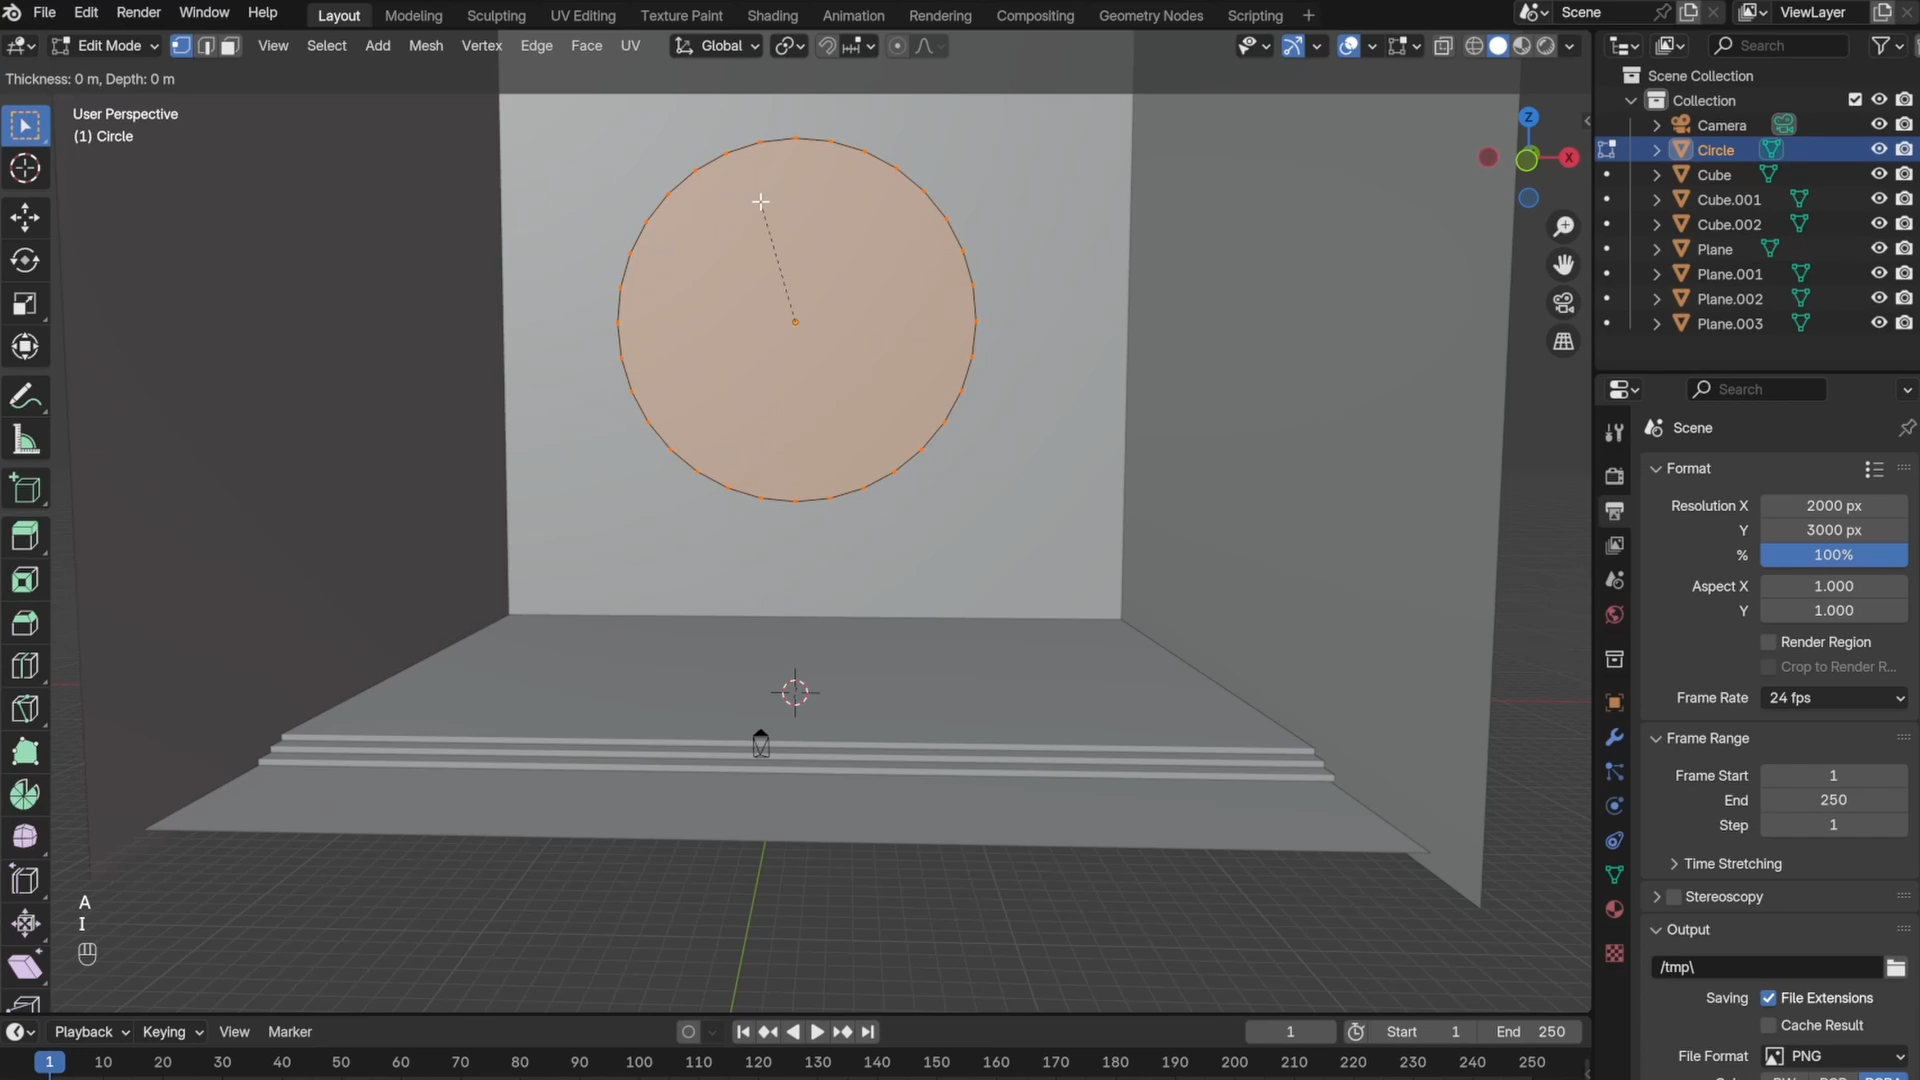 File Edit Render Window Help Layout Modeling Sculpting UV Editing Texture Paint Shading Animation Rendering Compositing Geometry Nodes Scripting + Scene ViewLayer
Edit Mode View Select Add Mesh Vertex Edge Face UV Global Search
Thickness: 0 m, Depth: 0 m
User Perspective
(1) Circle
Z
X
A
I
Scene Collection
Collection
Camera
Circle
Cube
Cube.001
Cube.002
Plane
Plane.001
Plane.002
Plane.003
Search
Scene
Format
Resolution X 2000 px
Y 3000 px
% 100%
Aspect X 1.000
Y 1.000
Render Region
Crop to Render R...
Frame Rate 24 fps
Frame Range
Frame Start 1
End 250
Step 1
Time Stretching
Stereoscopy
Output
/tmp\
Saving File Extensions
Cache Result
File Format PNG
Playback Keying View Marker 1 Start 1 End 250
1 10 20 30 40 50 60 70 80 90 100 110 120 130 140 150 160 170 180 190 200 210 220 230 240 250